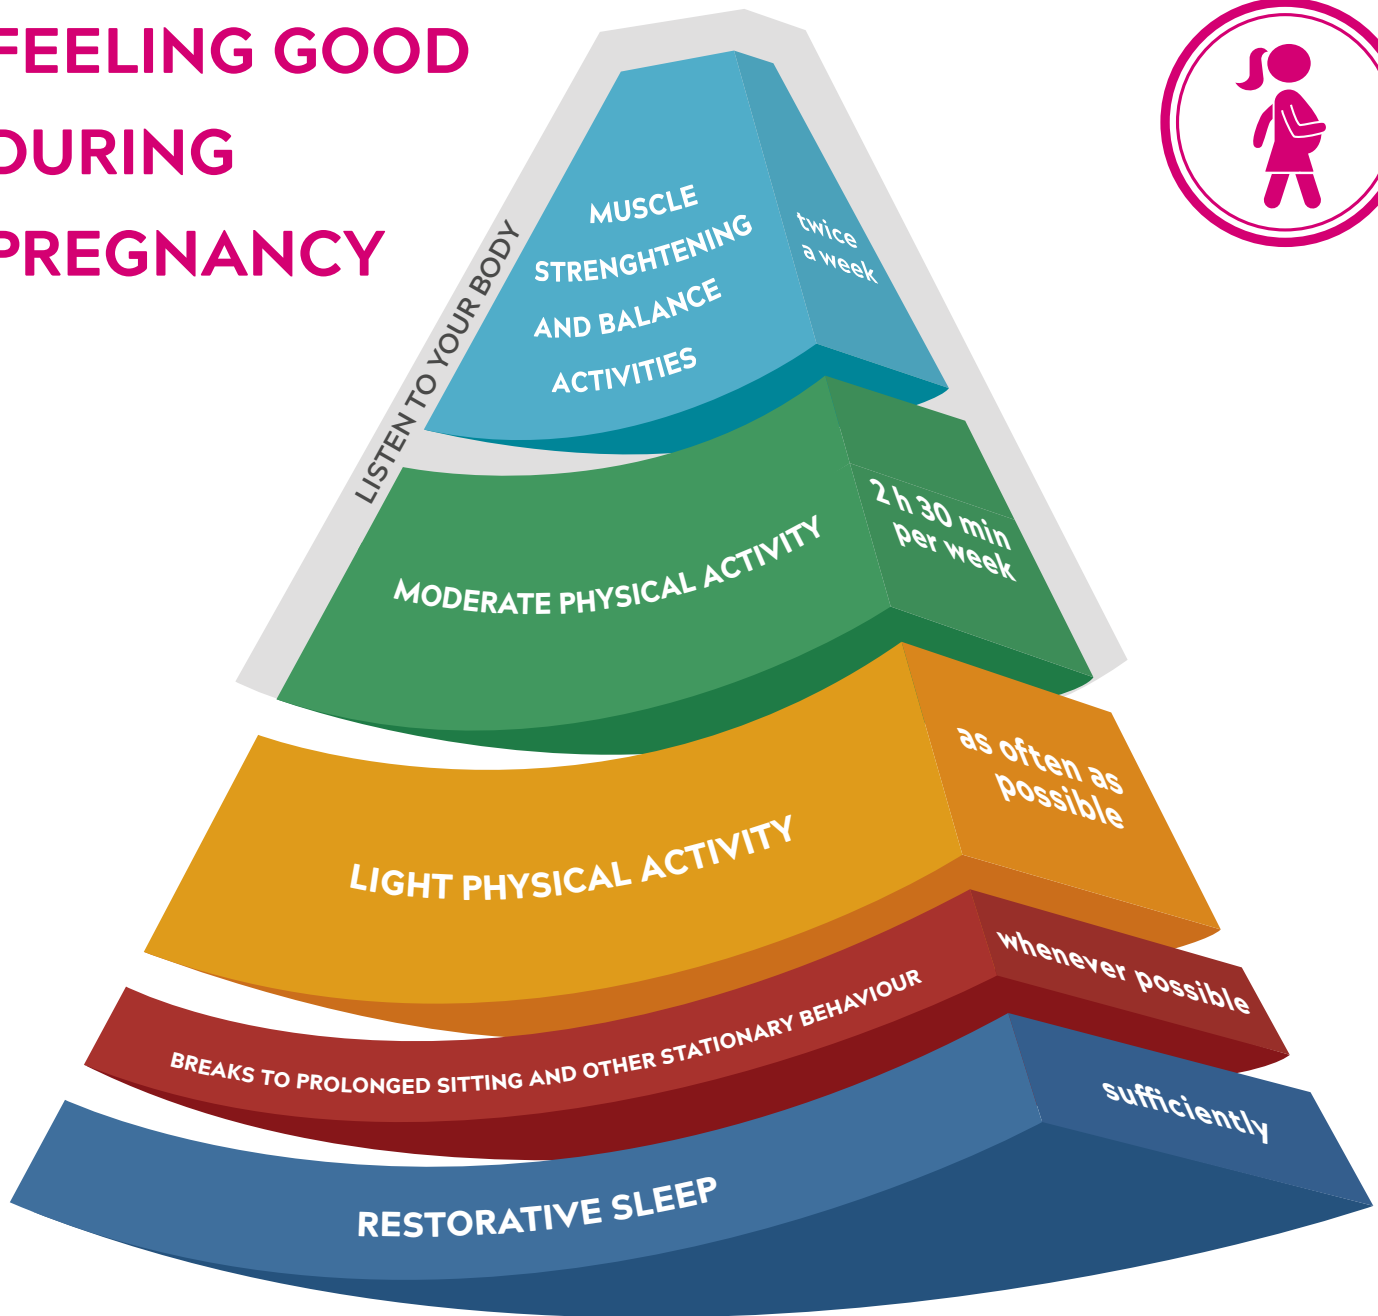 FEELING GOOD
DURING
PREGNANCY
LISTEN TO YOUR BODY
MUSCLE
STRENGHTENING
AND BALANCE
ACTIVITIES
twice
a week
MODERATE PHYSICAL ACTIVITY
2 h 30 min
per week
LIGHT PHYSICAL ACTIVITY
as often as
possible
BREAKS TO PROLONGED SITTING AND OTHER STATIONARY BEHAVIOUR
whenever possible
RESTORATIVE SLEEP
sufficiently